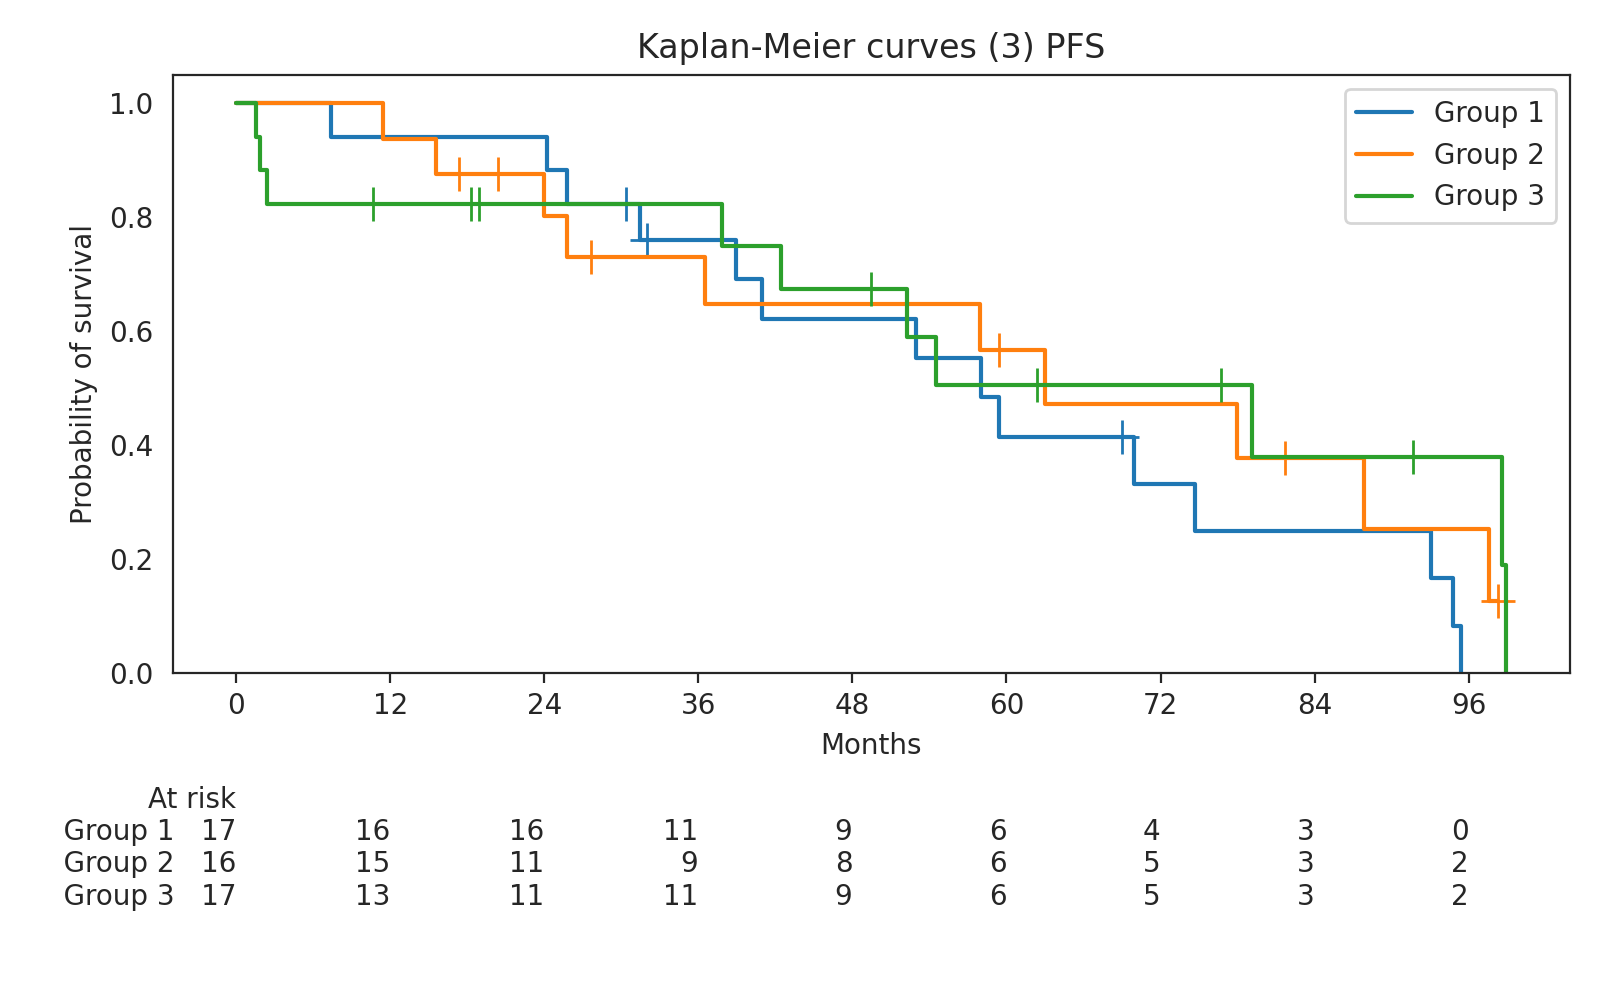 Kaplan-Meier curves (3) PFS
Probability of survival
1.0
0.8
0.6
0.4
0.2
0.0
Group 1
Group 2
Group 3
0 12 24 36 48 60 72 84 96
Months
At risk
Group 1 17 16 16 11 9 6 4 3 0
Group 2 16 15 11 9 8 6 5 3 2
Group 3 17 13 11 11 9 6 5 3 2